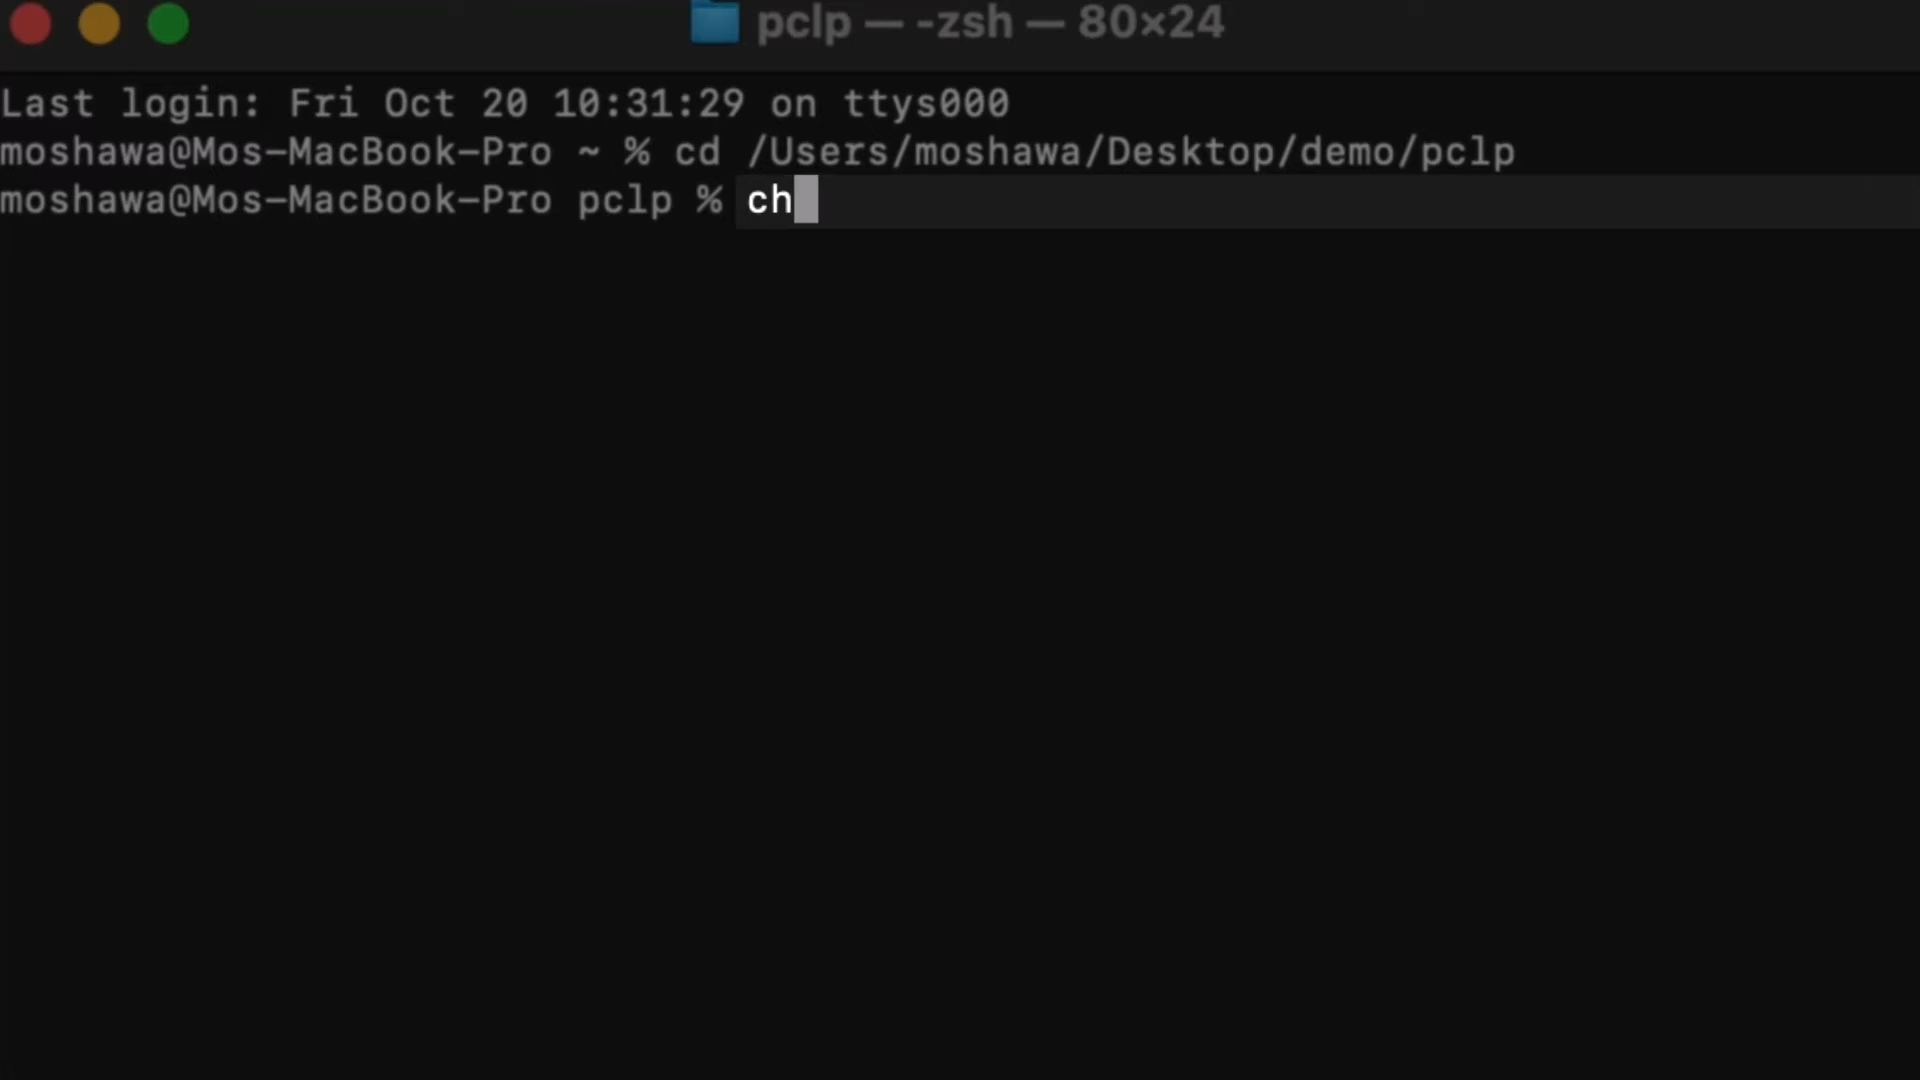 pclp — -zsh — 80×24
Last login: Fri Oct 20 10:31:29 on ttys000
moshawa@Mos-MacBook-Pro ~ % cd /Users/moshawa/Desktop/demo/pclp
moshawa@Mos-MacBook-Pro pclp % ch